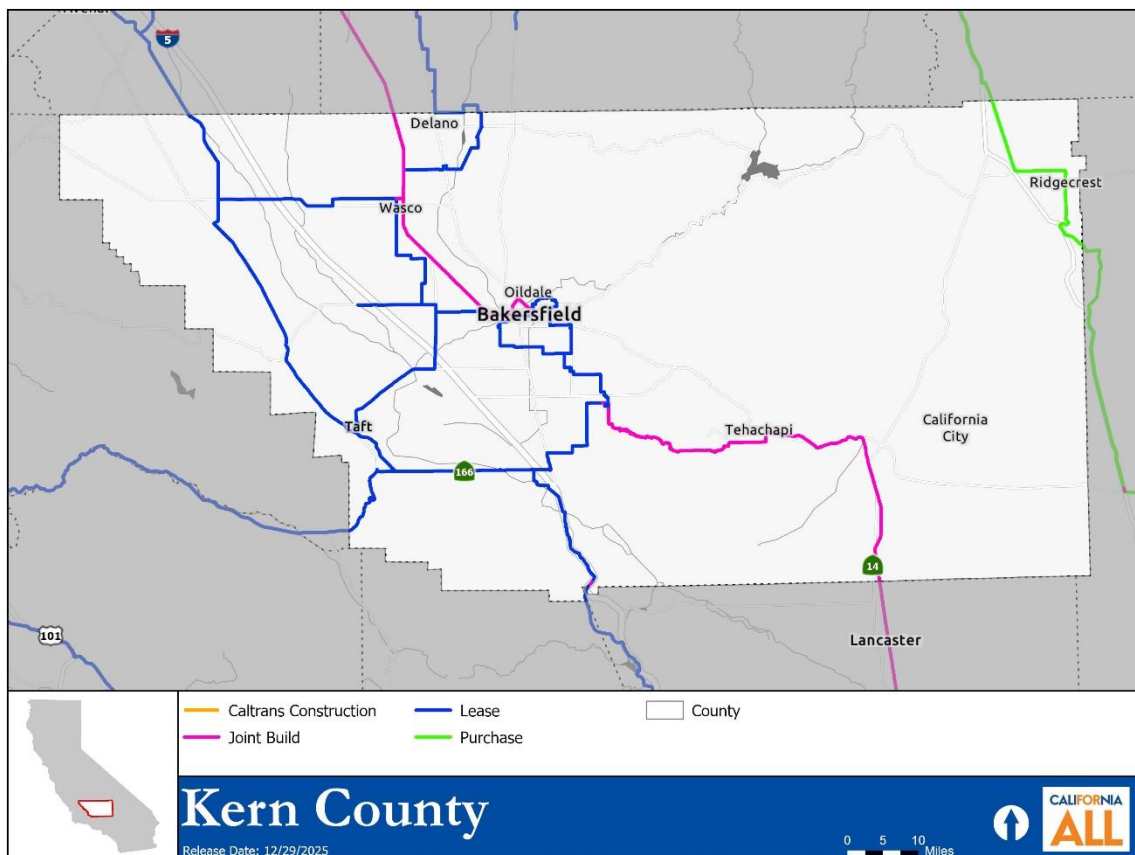 5
Delano
Ridgecrest
Wasco
Oildale
Bakersfield
Taft
Tehachapi
California
City
166
14
101
Lancaster
Caltrans Construction
Lease
County
Joint Build
Purchase
Kern County
Release Date: 12/29/2025
0 5 10
Miles
CALIFORNIA
ALL